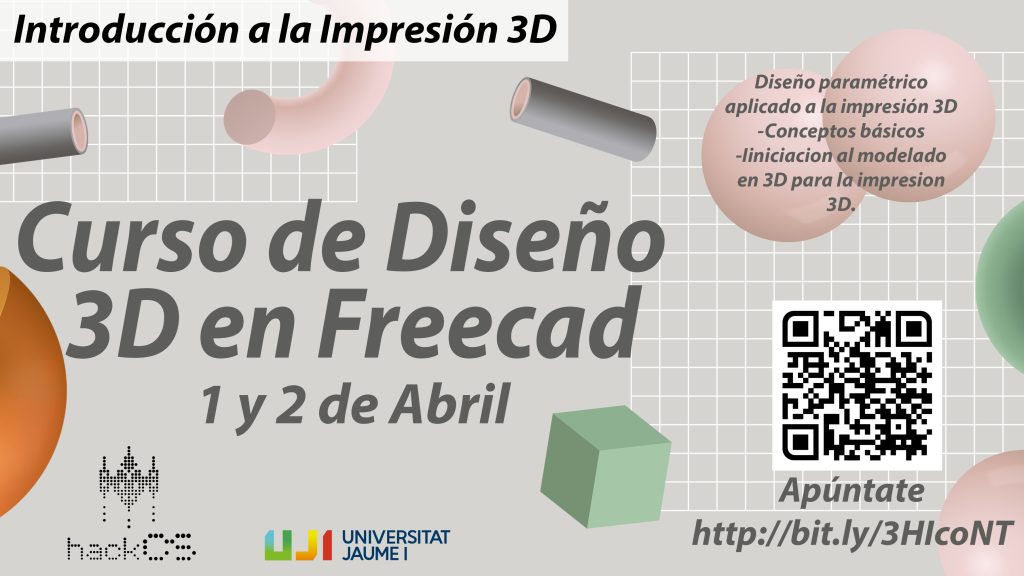 Introducción a la Impresión 3D
Diseño paramétrico
aplicado a la impresión 3D
-Conceptos básicos
-Iiniciacion al modelado
en 3D para la impresion
3D.
Curso de Diseño
3D en Freecad
1 y 2 de Abril
hackCS
UJI UNIVERSITAT
JAUME I
Apúntate
http://bit.ly/3HIcoNT